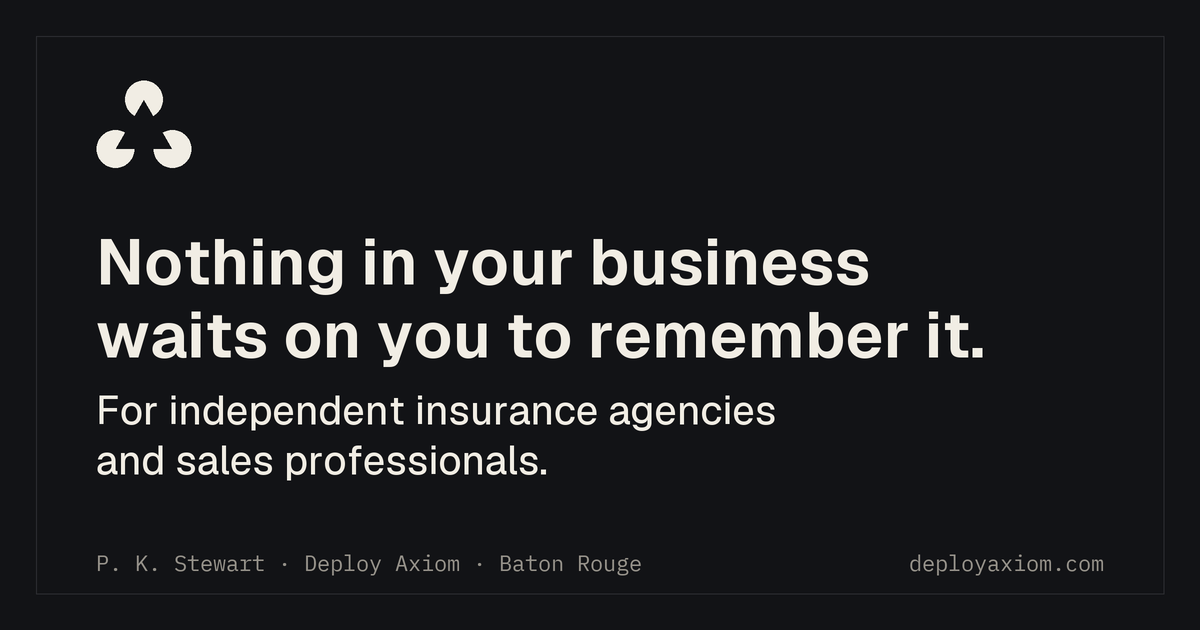 Nothing in your business
waits on you to remember it.
For independent insurance agencies
and sales professionals.
P. K. Stewart · Deploy Axiom · Baton Rouge
deployaxiom.com